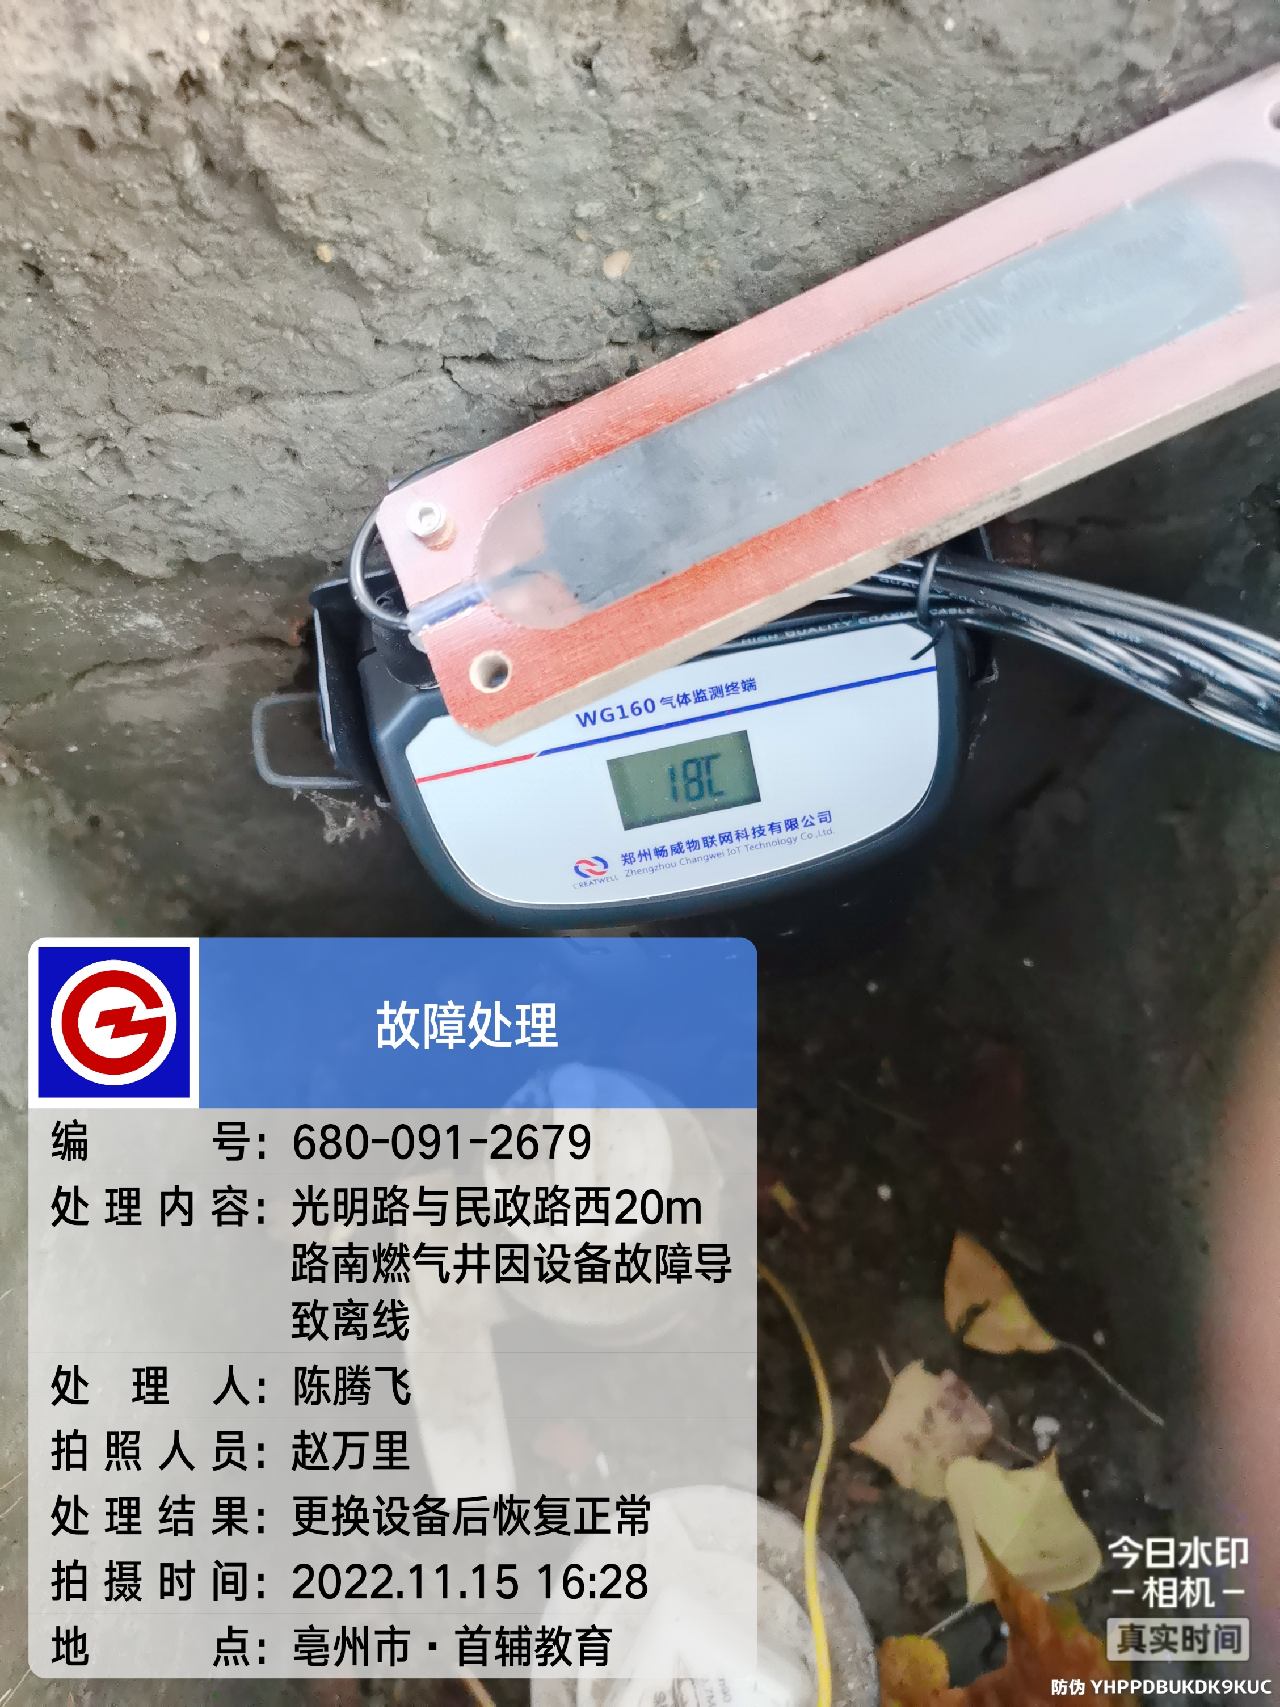 HIGH QUALITY COAXIAL CABLE
WG160 气体监测终端
18℃
郑州畅威物联网科技有限公司
Zhengzhou Changwei IoT Technology Co.,Ltd.
CREATWELL
故障处理
编号：680-091-2679
处理内容：光明路与民政路西20m
路南燃气井因设备故障导
致离线
处理人：陈腾飞
拍照人员：赵万里
处理结果：更换设备后恢复正常
拍摄时间：2022.11.15 16:28
地点：亳州市·首辅教育
今日水印
-相机-
真实时间
防伪 YHPPDBUKDK9KUC